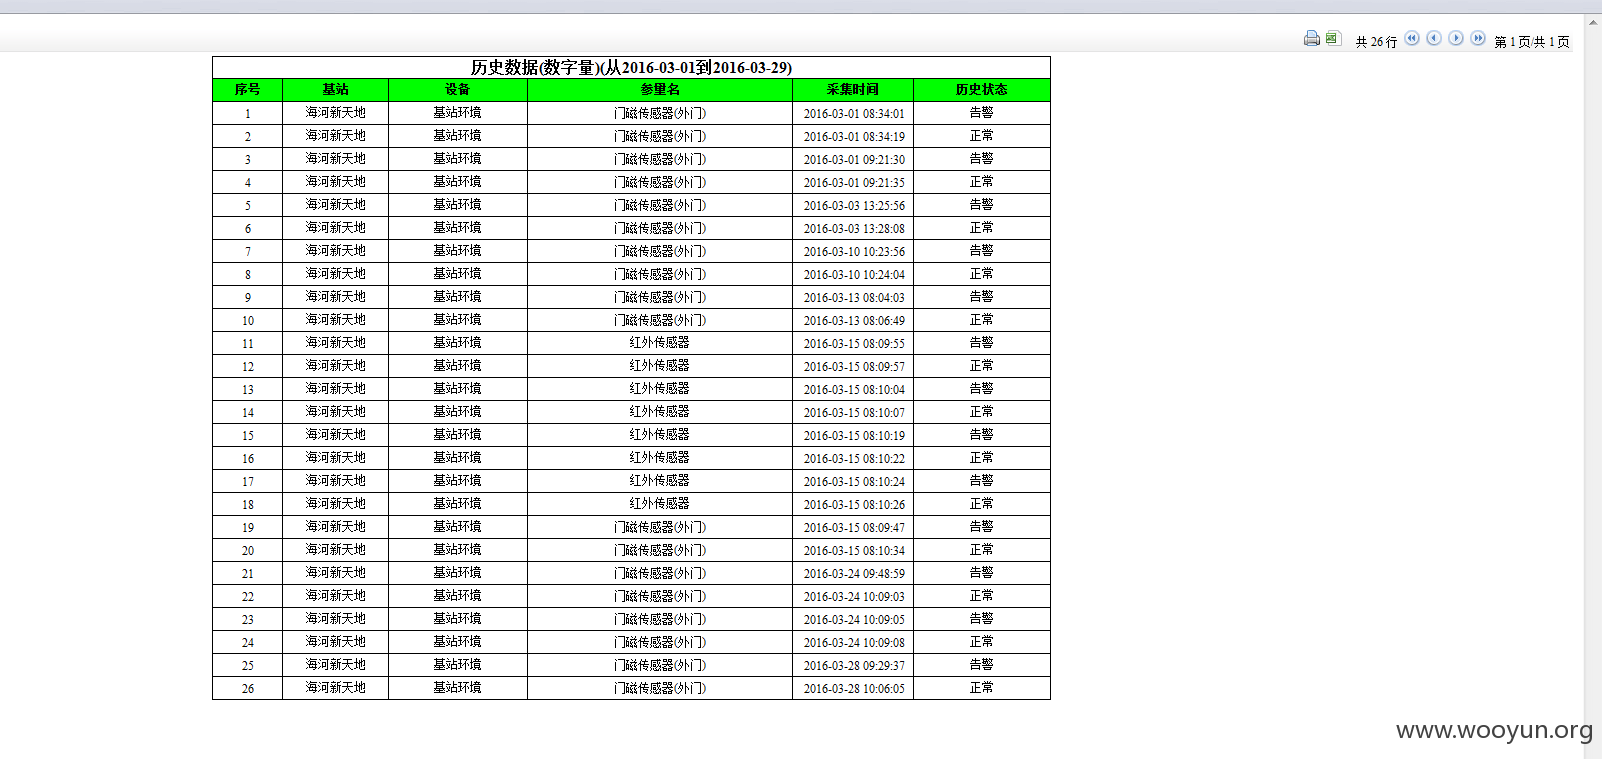 共 26 行 第 1 页/共 1 页
历史数据(数字量)(从2016-03-01到2016-03-29)
序号 基站 设备 参量名 采集时间 历史状态
1 海河新天地 基站环境 门磁传感器(外门) 2016-03-01 08:34:01 告警
2 海河新天地 基站环境 门磁传感器(外门) 2016-03-01 08:34:19 正常
3 海河新天地 基站环境 门磁传感器(外门) 2016-03-01 09:21:30 告警
4 海河新天地 基站环境 门磁传感器(外门) 2016-03-01 09:21:35 正常
5 海河新天地 基站环境 门磁传感器(外门) 2016-03-03 13:25:56 告警
6 海河新天地 基站环境 门磁传感器(外门) 2016-03-03 13:28:08 正常
7 海河新天地 基站环境 门磁传感器(外门) 2016-03-10 10:23:56 告警
8 海河新天地 基站环境 门磁传感器(外门) 2016-03-10 10:24:04 正常
9 海河新天地 基站环境 门磁传感器(外门) 2016-03-13 08:04:03 告警
10 海河新天地 基站环境 门磁传感器(外门) 2016-03-13 08:06:49 正常
11 海河新天地 基站环境 红外传感器 2016-03-15 08:09:55 告警
12 海河新天地 基站环境 红外传感器 2016-03-15 08:09:57 正常
13 海河新天地 基站环境 红外传感器 2016-03-15 08:10:04 告警
14 海河新天地 基站环境 红外传感器 2016-03-15 08:10:07 正常
15 海河新天地 基站环境 红外传感器 2016-03-15 08:10:19 告警
16 海河新天地 基站环境 红外传感器 2016-03-15 08:10:22 正常
17 海河新天地 基站环境 红外传感器 2016-03-15 08:10:24 告警
18 海河新天地 基站环境 红外传感器 2016-03-15 08:10:26 正常
19 海河新天地 基站环境 门磁传感器(外门) 2016-03-15 08:09:47 告警
20 海河新天地 基站环境 门磁传感器(外门) 2016-03-15 08:10:34 正常
21 海河新天地 基站环境 门磁传感器(外门) 2016-03-24 09:48:59 告警
22 海河新天地 基站环境 门磁传感器(外门) 2016-03-24 10:09:03 正常
23 海河新天地 基站环境 门磁传感器(外门) 2016-03-24 10:09:05 告警
24 海河新天地 基站环境 门磁传感器(外门) 2016-03-24 10:09:08 正常
25 海河新天地 基站环境 门磁传感器(外门) 2016-03-28 09:29:37 告警
26 海河新天地 基站环境 门磁传感器(外门) 2016-03-28 10:06:05 正常
www.wooyun.org